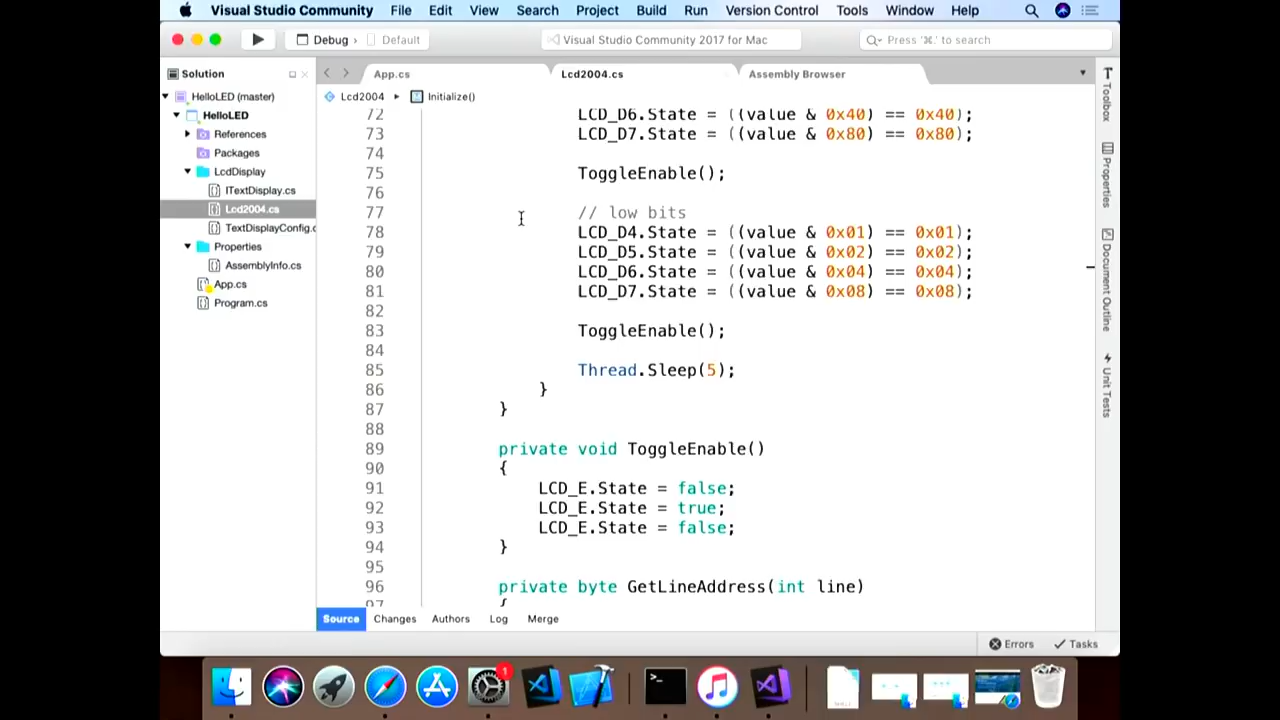 Visual Studio Community File Edit View Search Project Build Run Version Control Tools Window Help
Debug › Default
Visual Studio Community 2017 for Mac
Press '⌘.' to search
Solution
App.cs
Lcd2004.cs
Assembly Browser
HelloLED (master)
HelloLED
References
Packages
LcdDisplay
ITextDisplay.cs
Lcd2004.cs
TextDisplayConfig.c
Properties
AssemblyInfo.cs
App.cs
Program.cs
Lcd2004 ▸ Initialize()
72 LCD_D6.State = ((value & 0x40) == 0x40);
73 LCD_D7.State = ((value & 0x80) == 0x80);
74
75 ToggleEnable();
76
77 // low bits
78 LCD_D4.State = ((value & 0x01) == 0x01);
79 LCD_D5.State = ((value & 0x02) == 0x02);
80 LCD_D6.State = ((value & 0x04) == 0x04);
81 LCD_D7.State = ((value & 0x08) == 0x08);
82
83 ToggleEnable();
84
85 Thread.Sleep(5);
86 }
87 }
88
89 private void ToggleEnable()
90 {
91 LCD_E.State = false;
92 LCD_E.State = true;
93 LCD_E.State = false;
94 }
95
96 private byte GetLineAddress(int line)
97 {
Toolbox
Properties
Document Outline
Unit Tests
Source Changes Authors Log Merge
Errors Tasks
1